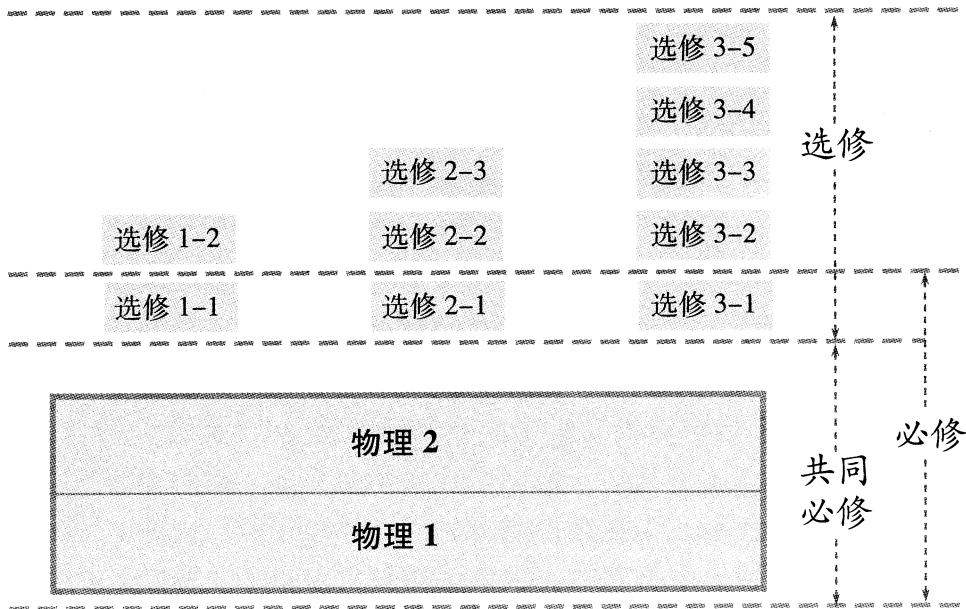 选修 3–5
选修 3–4
选修
选修 2–3
选修 3–3
选修 1–2
选修 2–2
选修 3–2
选修 1–1
选修 2–1
选修 3–1
物理 2
必修
共同
必修
物理 1